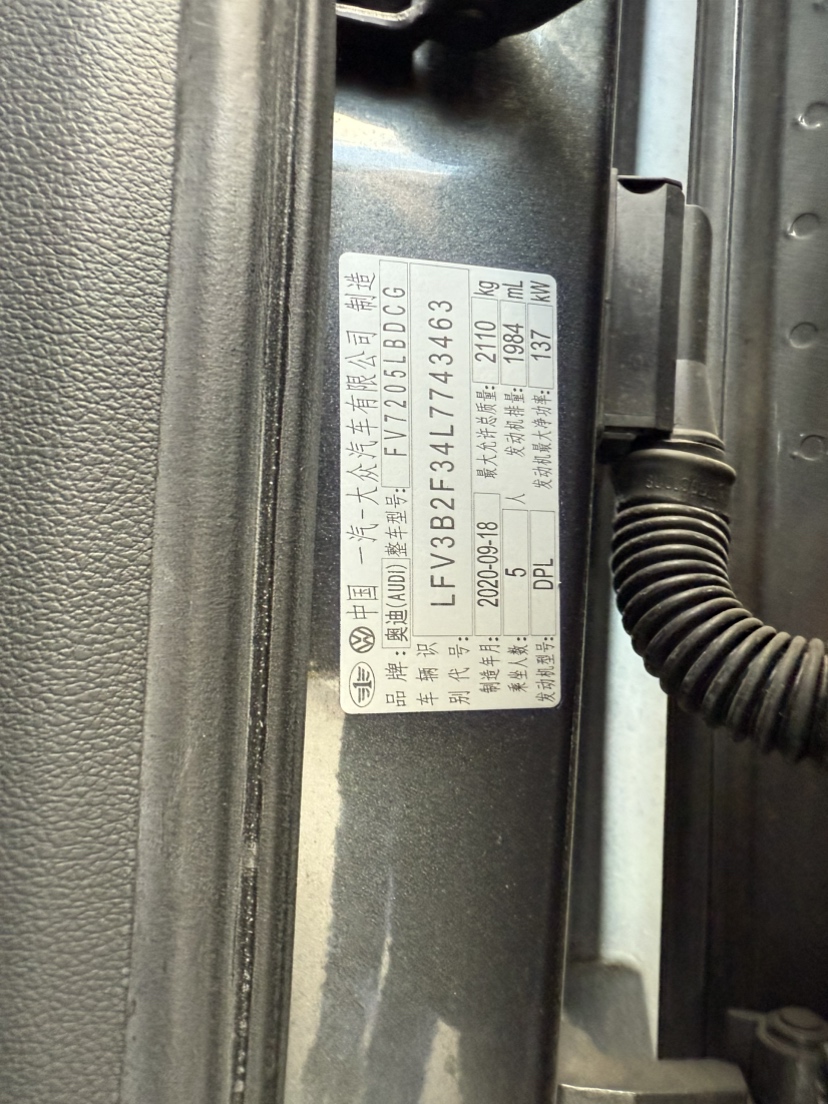 中国 一汽-大众汽车有限公司 制造
品牌: 奥迪(AUDI) 整车型号: FV7205LBDCG
车辆识别代号: LFV3B2F34L7743463
制造年月: 2020-09-18 最大允许总质量: 2110 kg
乘坐人数: 5 人 发动机排量: 1984 mL
发动机型号: DPL 发动机最大净功率: 137 kW